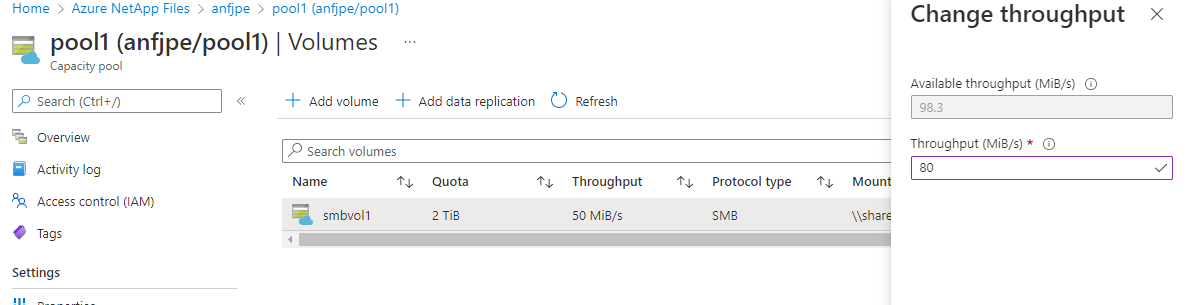 Home > Azure NetApp Files > anfjpe > pool1 (anfjpe/pool1)
pool1 (anfjpe/pool1) | Volumes ...
Capacity pool
Search (Ctrl+/) «
Overview
Activity log
Access control (IAM)
Tags
Settings
Properties
+ Add volume + Add data replication Refresh
Search volumes
Name Quota Throughput Protocol type Mount
smbvol1 2 TiB 50 MiB/s SMB \\share
Change throughput
Available throughput (MiB/s)
98.3
Throughput (MiB/s) *
80